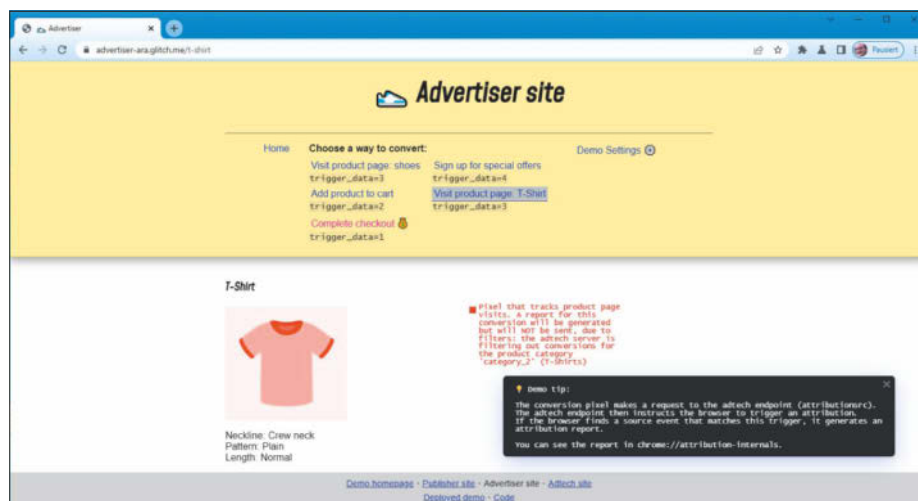 Advertiser
advertiser-ara.glitch.me/t-shirt
Pausiert
Advertiser site
Home
Choose a way to convert:
Demo Settings
Visit product page: shoes
trigger_data=3
Sign up for special offers
trigger_data=4
Add product to cart
trigger_data=2
Visit product page: T-Shirt
trigger_data=3
Complete checkout
trigger_data=1
T-Shirt
Pixel that tracks product page
visits. A report for this
conversion will be generated
but will NOT be sent, due to
filters: the adtech server is
filtering out conversions for
the product category
`category_2` (T-Shirts)
Demo tip:
The conversion pixel makes a request to the adtech endpoint (attributionsrc).
The adtech endpoint then instructs the browser to trigger an attribution.
If the browser finds a source event that matches this trigger, it generates an
attribution report.
You can see the report in chrome://attribution-internals.
Neckline: Crew neck
Pattern: Plain
Length: Normal
Demo homepage - Publisher site - Advertiser site - Adtech site
Deployed demo - Code